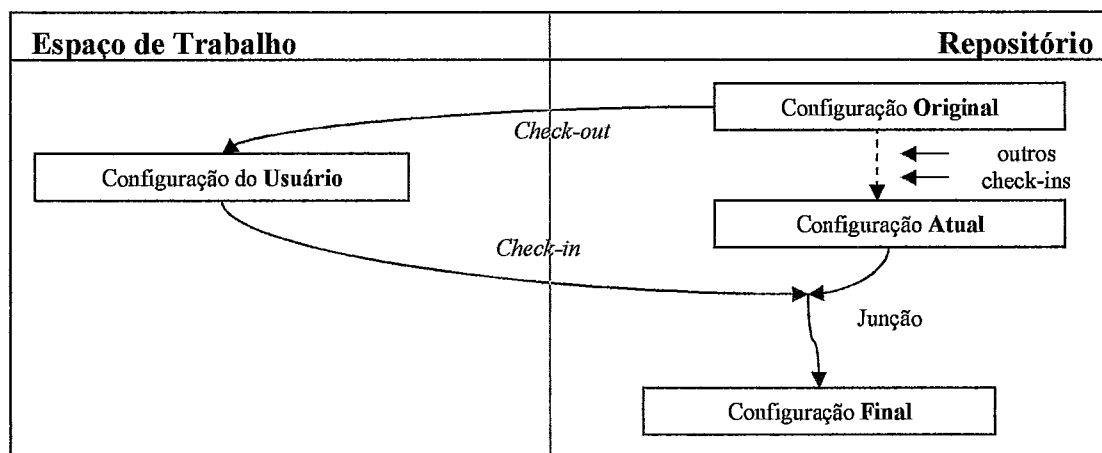 Espaço de Trabalho
Repositório
Configuração Original
Check-out
outros
check-ins
Configuração do Usuário
Configuração Atual
Check-in
Junção
Configuração Final